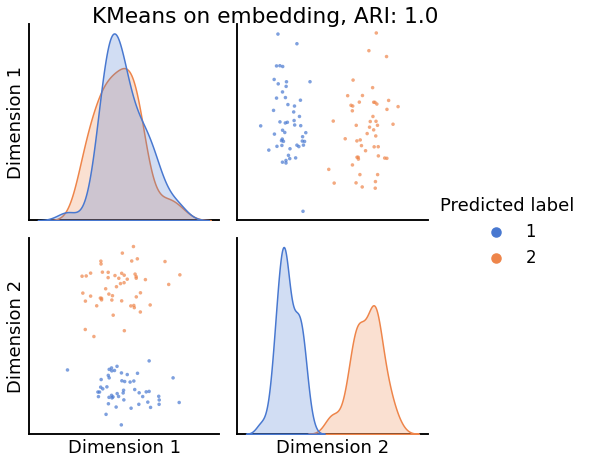 KMeans on embedding, ARI: 1.0
Dimension 1
Predicted label
1
2
Dimension 2
Dimension 1
Dimension 2